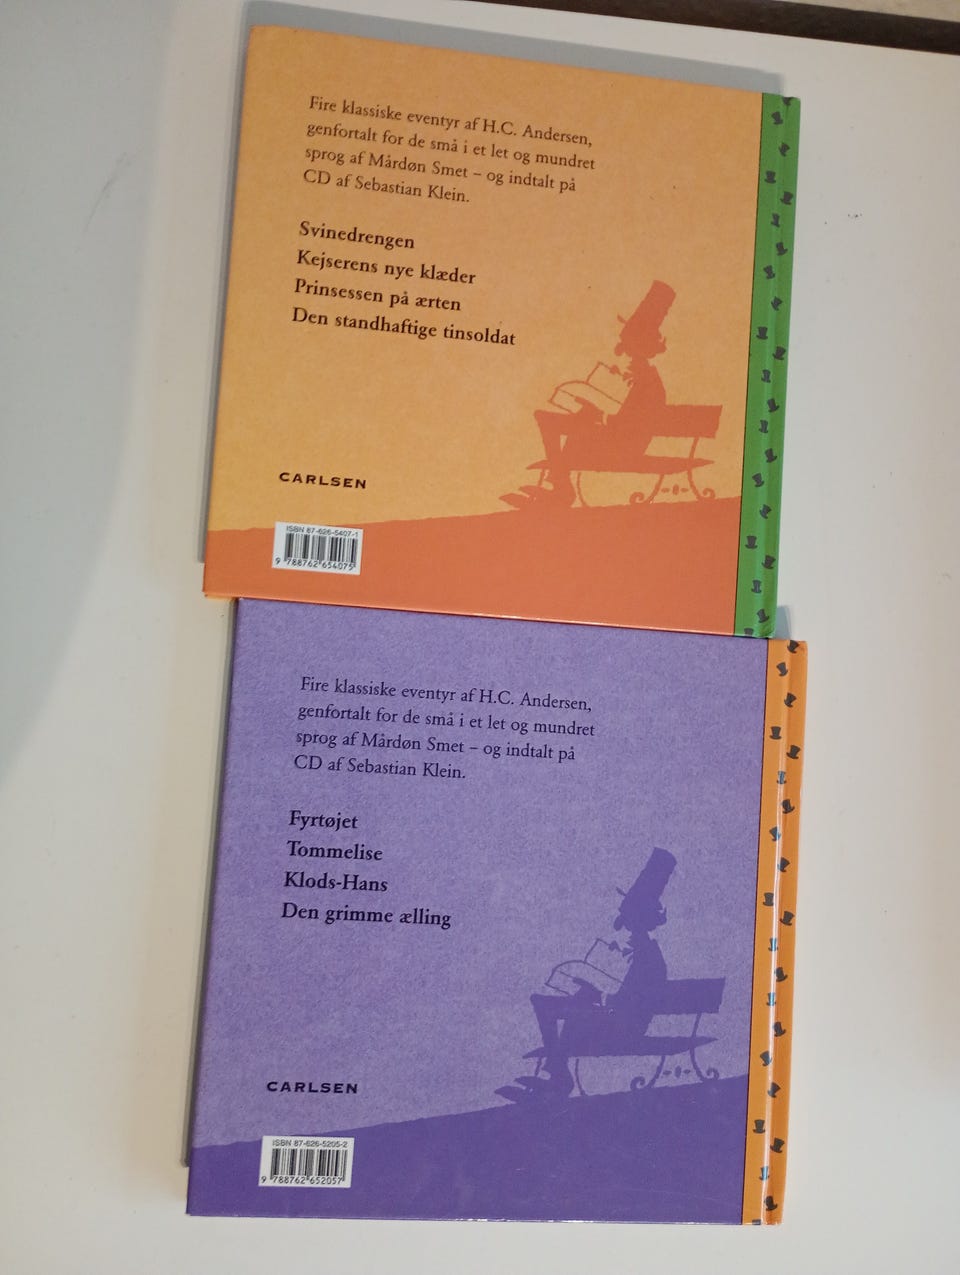 Fire klassiske eventyr af H.C. Andersen,
genfortalt for de små i et let og mundret
sprog af Mårdøn Smet – og indtalt på
CD af Sebastian Klein.
Svinedrengen
Kejserens nye klæder
Prinsessen på ærten
Den standhaftige tinsoldat
CARLSEN
ISBN 87-626-5407-1
9 788762 654075
Fire klassiske eventyr af H.C. Andersen,
genfortalt for de små i et let og mundret
sprog af Mårdøn Smet – og indtalt på
CD af Sebastian Klein.
Fyrtøjet
Tommelise
Klods-Hans
Den grimme ælling
CARLSEN
ISBN 87-626-5205-2
9 788762 652057